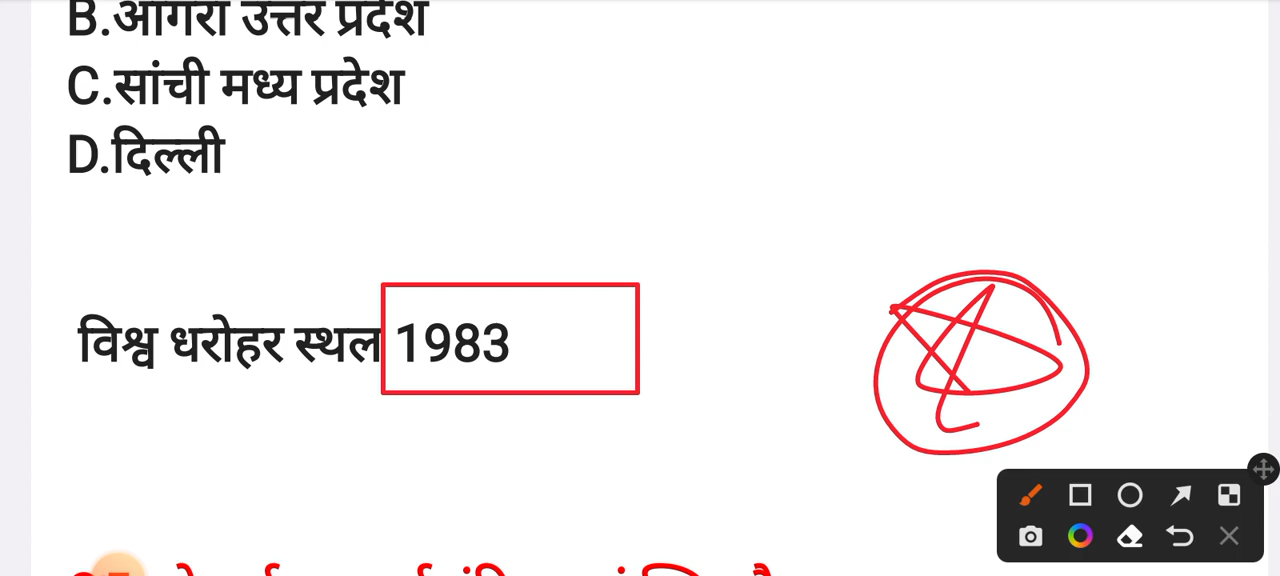 B.आगरा उत्तर प्रदेश
C.सांची मध्य प्रदेश
D.दिल्ली
विश्व धरोहर स्थल 1983